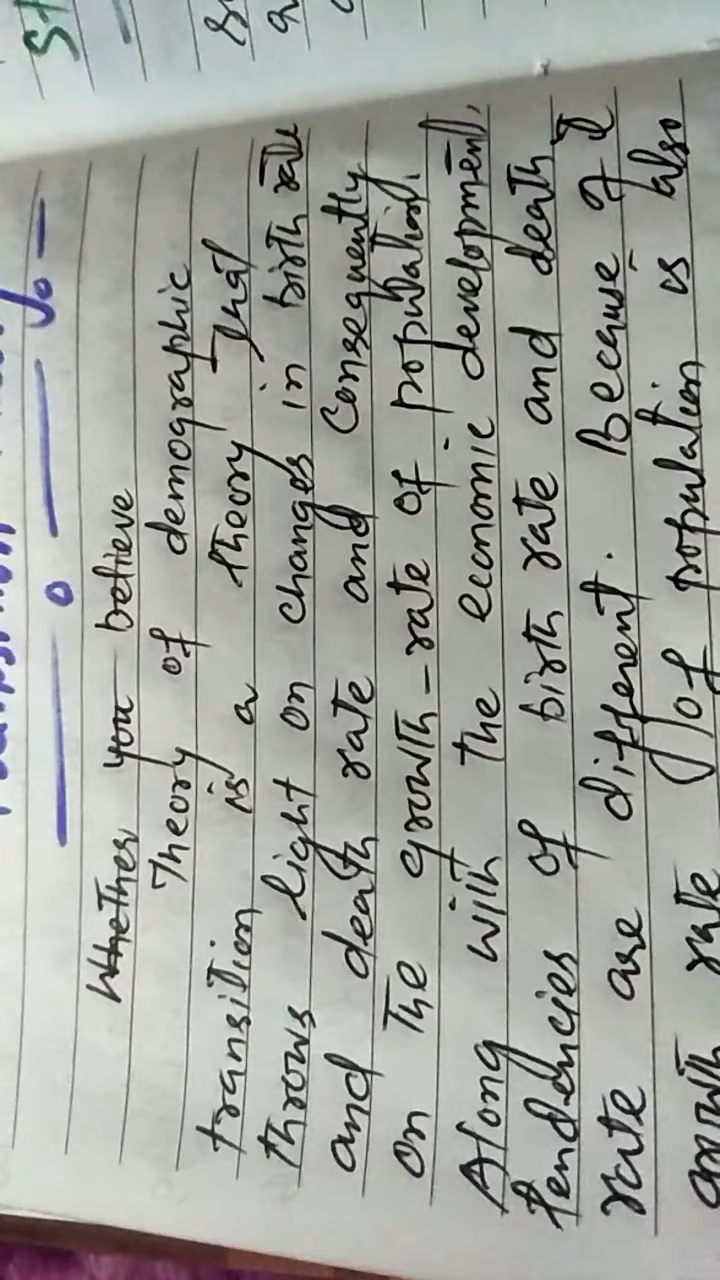 Whether you believe
Theory of demographic
transition is a theory that
throws light on changes in birth rate
and death rate and consequently
on the growth-rate of population.
Along with the economic development,
tendencies of birth rate and death
rate are different. Because of it
growth rate of population is also